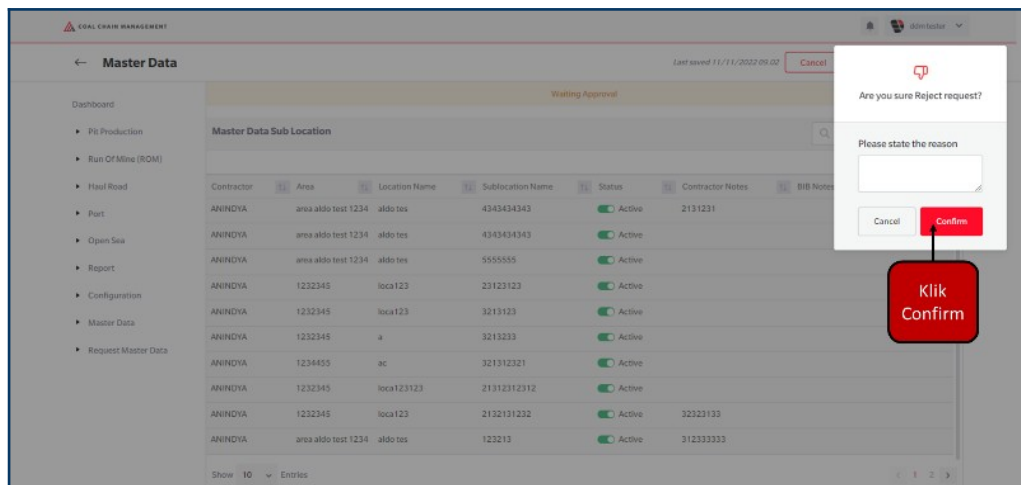 COAL CHAIN MANAGEMENT
Master Data
Last saved 11/11/2022 09.02
Cancel
Waiting Approval
Dashboard
Pit Production
Run Of Mine (ROM)
Haul Road
Port
Open Sea
Report
Configuration
Master Data
Request Master Data
Master Data Sub Location
Contractor Area Location Name Sublocation Name Status Contractor Notes BIB Notes
ANINDYA area aldo test 1234 aldo tes 4343434343 Active 2131231
ANINDYA area aldo test 1234 aldo tes 4343434343 Active
ANINDYA area aldo test 1234 aldo tes 5555555 Active
ANINDYA 1232345 loca123 23123123 Active
ANINDYA 1232345 loca123 3213123 Active
ANINDYA 1232345 a 3213233 Active
ANINDYA 1234455 ac 321312321 Active
ANINDYA 1232345 loca123123 21312312312 Active
ANINDYA 1232345 loca123 2132131232 Active 32323133
ANINDYA area aldo test 1234 aldo tes 123213 Active 312333333
Show 10 Entries
1 2
Are you sure Reject request?
Please state the reason
Cancel
Confirm
Klik
Confirm